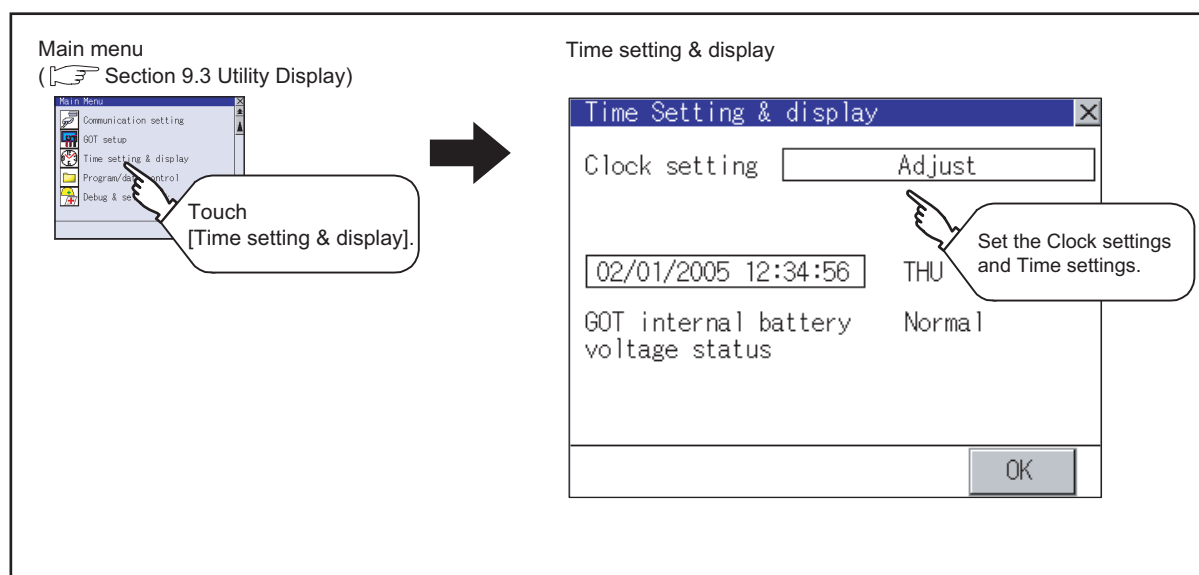 Main menu
( Section 9.3 Utility Display)
Main Menu
Communication setting
GOT setup
Time setting & display
Program/data control
Debug & se
Touch
[Time setting & display].
Time setting & display
Time Setting & display
Clock setting Adjust
Set the Clock settings
and Time settings.
02/01/2005 12:34:56 THU
GOT internal battery Normal
voltage status
OK